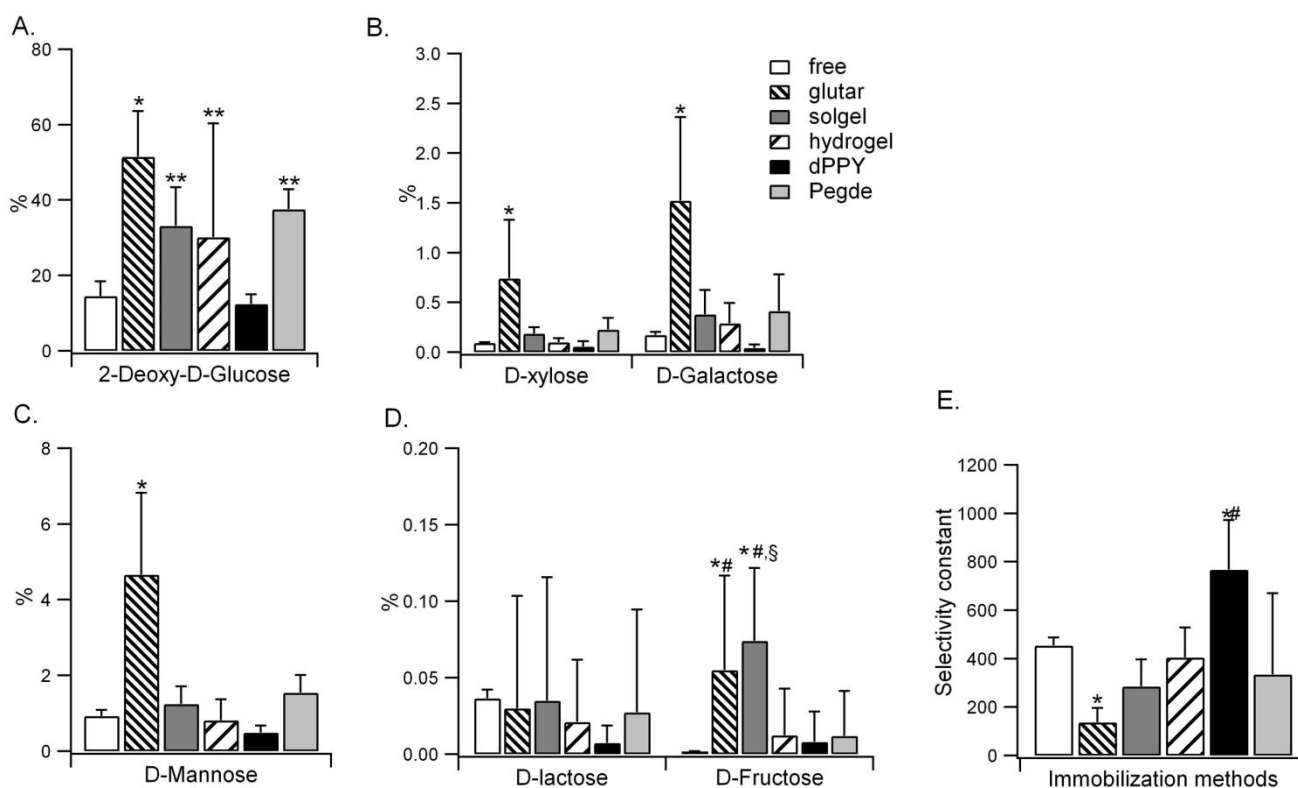 A.
80
60
40
20
0
%
*
**
**
**
2-Deoxy-D-Glucose
B.
3.0
2.5
2.0
1.5
1.0
0.5
0.0
%
*
*
D-xylose
D-Galactose
free
glutar
solgel
hydrogel
dPPY
Pegde
C.
8
6
4
2
0
%
*
D-Mannose
D.
0.20
0.15
0.10
0.05
0.00
%
*#
*#,§
D-lactose
D-Fructose
E.
1200
1000
800
600
400
200
0
Selectivity constant
*
*#
Immobilization methods